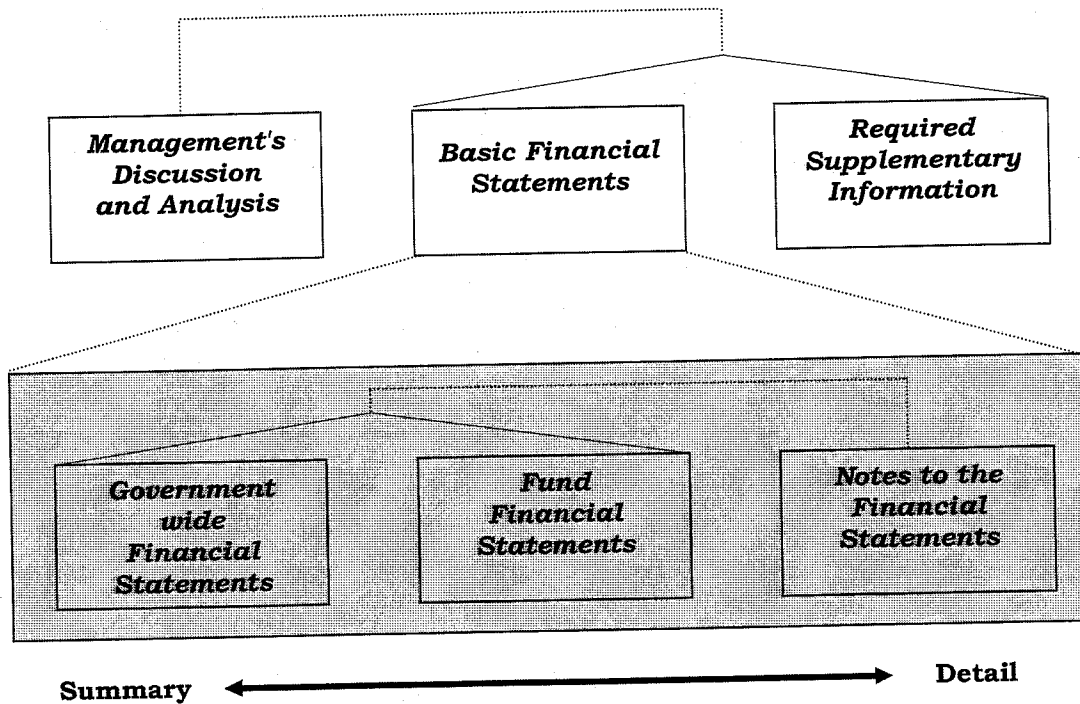 Management's
Discussion
and Analysis
Basic Financial
Statements
Required
Supplementary
Information
Government
wide
Financial
Statements
Fund
Financial
Statements
Notes to the
Financial
Statements
Summary
Detail